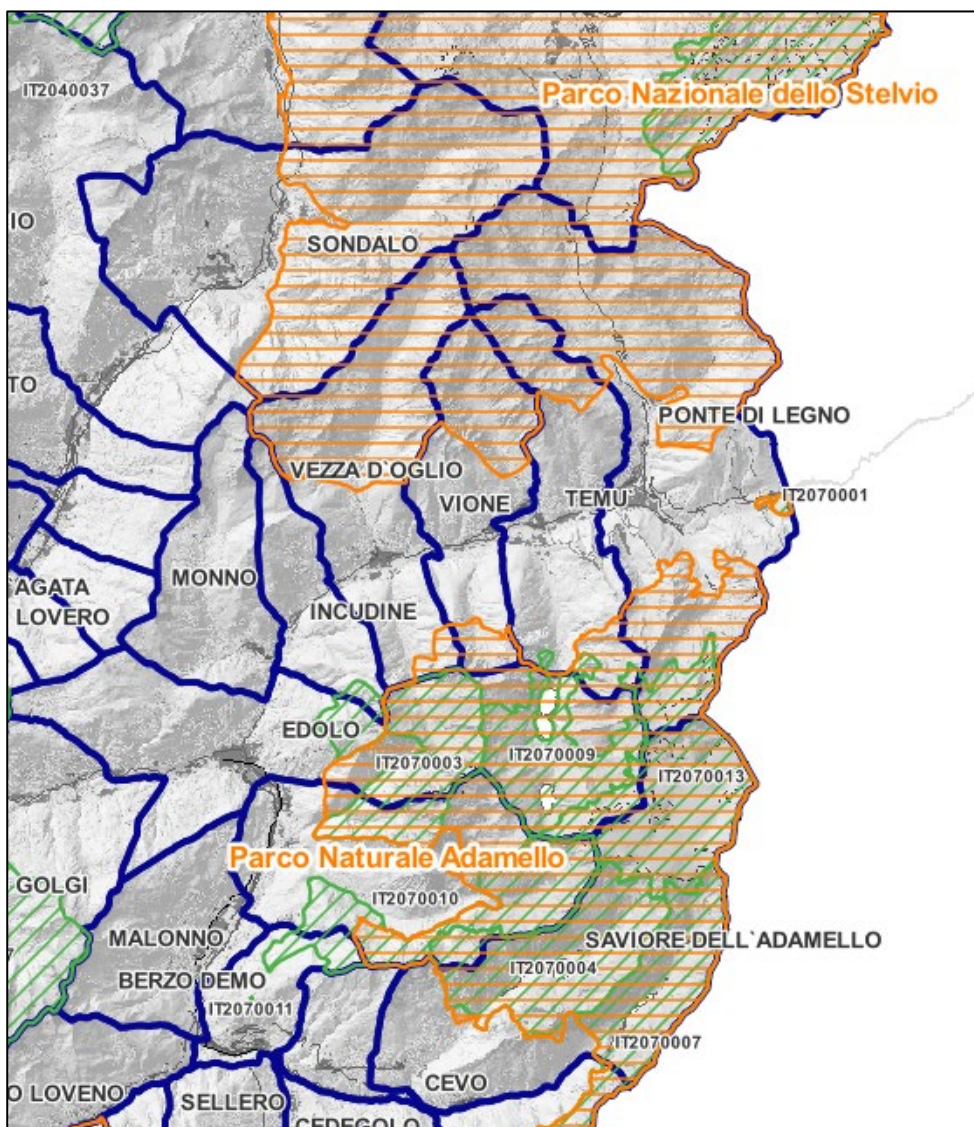 IT2040037
Parco Nazionale dello Stelvio
IO
SONDALO
TO
PONTE DI LEGNO
VEZZA D`OGLIO
VIONE
TEMU`
IT2070001
MONNO
AGATA
LOVERO
INCUDINE
EDOLO
IT2070003
IT2070009
IT2070013
Parco Naturale Adamello
GOLGI
IT2070010
MALONNO
SAVIORE DELL`ADAMELLO
BERZO DEMO
IT2070004
7
IT2070011
IT2070007
CEVO
O LOVENO
SELLERO
CEDEGOLO